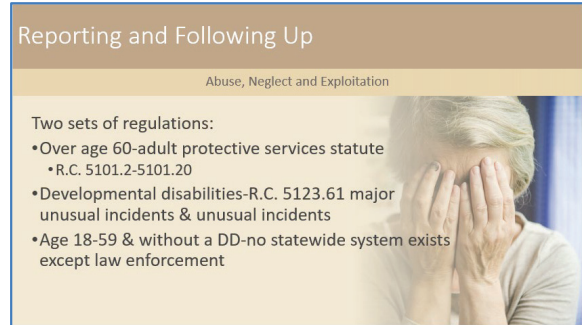 Reporting and Following Up
Abuse, Neglect and Exploitation
Two sets of regulations:
•Over age 60-adult protective services statute
•R.C. 5101.2-5101.20
•Developmental disabilities-R.C. 5123.61 major
unusual incidents & unusual incidents
•Age 18-59 & without a DD-no statewide system exists
except law enforcement